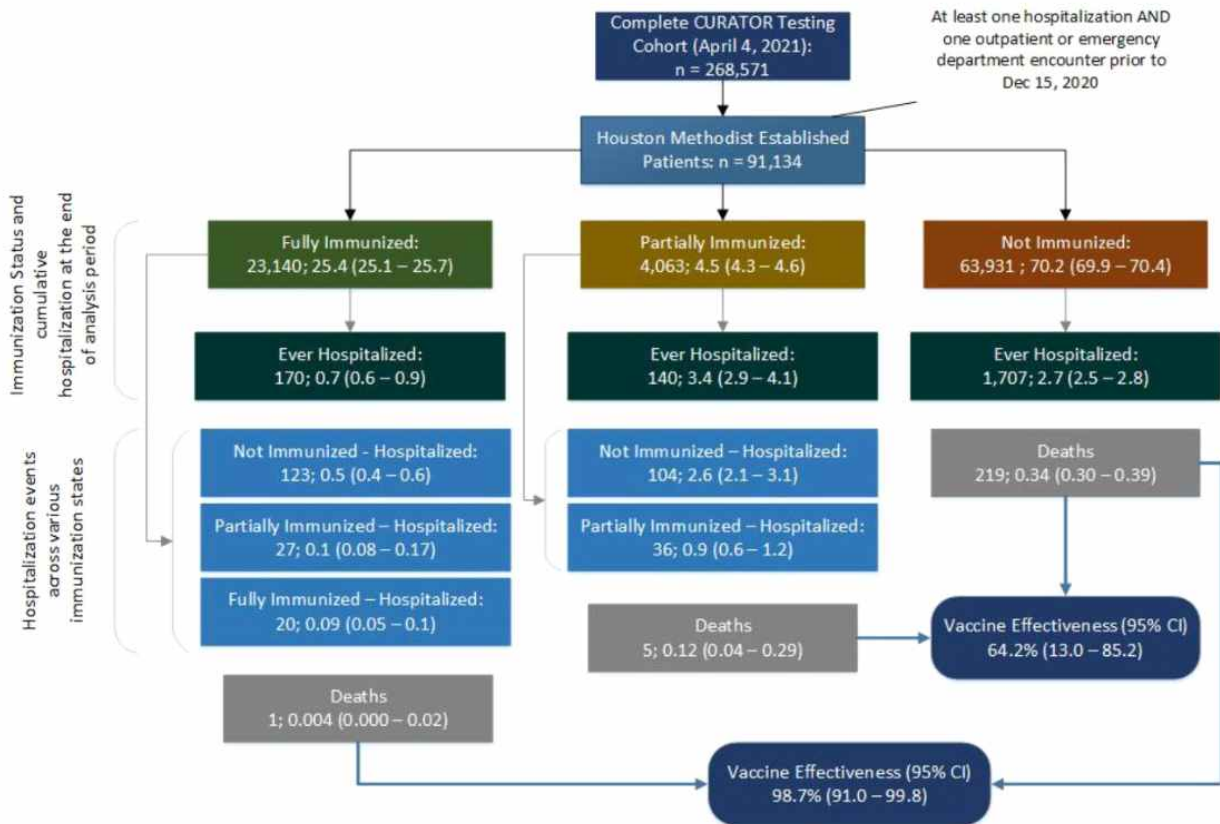 Complete CURATOR Testing
Cohort (April 4, 2021):
n = 268,571
At least one hospitalization AND
one outpatient or emergency
department encounter prior to
Dec 15, 2020
Houston Methodist Established
Patients: n = 91,134
Immunization Status and
cumulative
hospitalization at the end
of analysis period
Fully Immunized:
23,140; 25.4 (25.1 – 25.7)
Partially Immunized:
4,063; 4.5 (4.3 – 4.6)
Not Immunized:
63,931 ; 70.2 (69.9 – 70.4)
Ever Hospitalized:
170; 0.7 (0.6 – 0.9)
Ever Hospitalized:
140; 3.4 (2.9 – 4.1)
Ever Hospitalized:
1,707; 2.7 (2.5 – 2.8)
Hospitalization events
across various
immunization states
Not Immunized - Hospitalized:
123; 0.5 (0.4 – 0.6)
Partially Immunized – Hospitalized:
27; 0.1 (0.08 – 0.17)
Fully Immunized – Hospitalized:
20; 0.09 (0.05 – 0.1)
Not Immunized – Hospitalized:
104; 2.6 (2.1 – 3.1)
Partially Immunized – Hospitalized:
36; 0.9 (0.6 – 1.2)
Deaths
219; 0.34 (0.30 – 0.39)
Deaths
5; 0.12 (0.04 – 0.29)
Vaccine Effectiveness (95% CI)
64.2% (13.0 – 85.2)
Deaths
1; 0.004 (0.000 – 0.02)
Vaccine Effectiveness (95% CI)
98.7% (91.0 – 99.8)